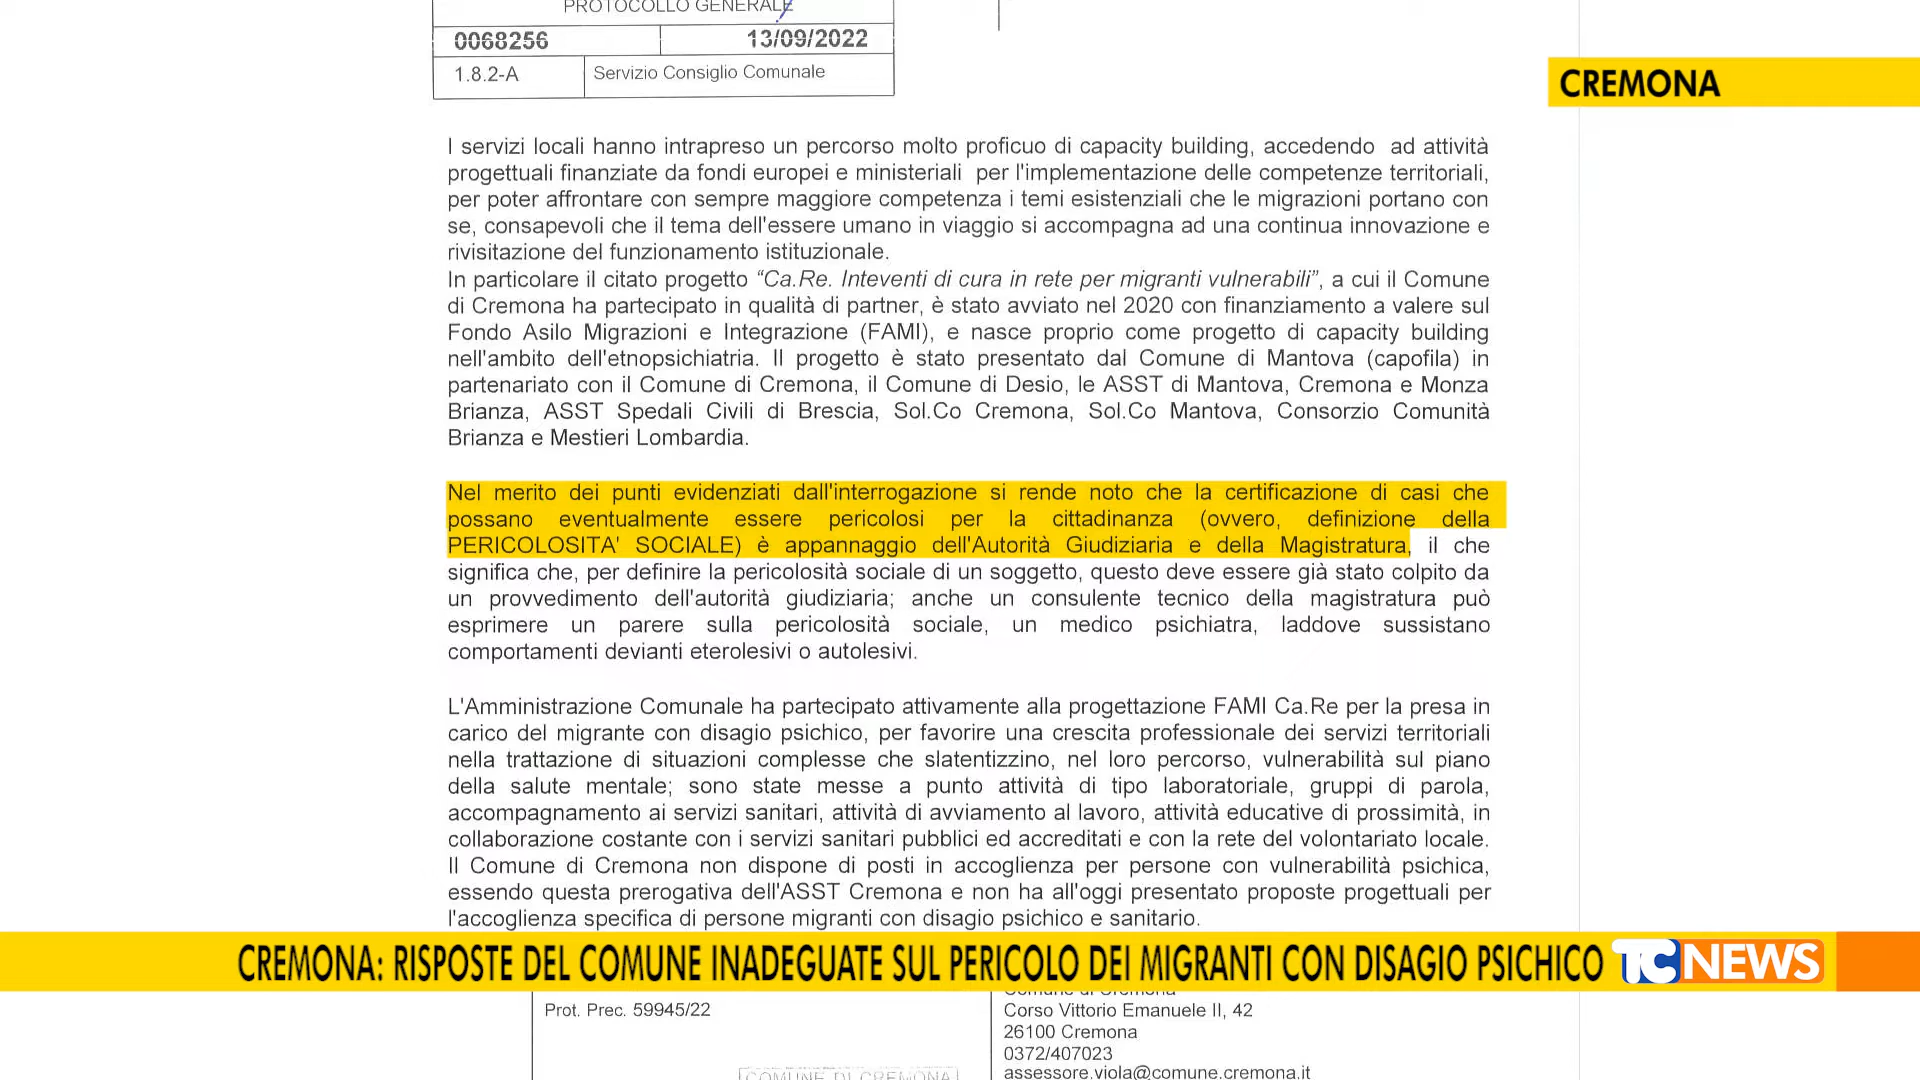 PROTOCOLLO GENERALE
0068256 13/09/2022
1.8.2-A Servizio Consiglio Comunale
CREMONA
I servizi locali hanno intrapreso un percorso molto proficuo di capacity building, accedendo ad attività
progettuali finanziate da fondi europei e ministeriali per l'implementazione delle competenze territoriali,
per poter affrontare con sempre maggiore competenza i temi esistenziali che le migrazioni portano con
se, consapevoli che il tema dell'essere umano in viaggio si accompagna ad una continua innovazione e
rivisitazione del funzionamento istituzionale.
In particolare il citato progetto “Ca.Re. Inteventi di cura in rete per migranti vulnerabili”, a cui il Comune
di Cremona ha partecipato in qualità di partner, è stato avviato nel 2020 con finanziamento a valere sul
Fondo Asilo Migrazioni e Integrazione (FAMI), e nasce proprio come progetto di capacity building
nell'ambito dell'etnopsichiatria. Il progetto è stato presentato dal Comune di Mantova (capofila) in
partenariato con il Comune di Cremona, il Comune di Desio, le ASST di Mantova, Cremona e Monza
Brianza, ASST Spedali Civili di Brescia, Sol.Co Cremona, Sol.Co Mantova, Consorzio Comunità
Brianza e Mestieri Lombardia.
Nel merito dei punti evidenziati dall'interrogazione si rende noto che la certificazione di casi che
possano eventualmente essere pericolosi per la cittadinanza (ovvero, definizione della
PERICOLOSITA' SOCIALE) è appannaggio dell'Autorità Giudiziaria e della Magistratura, il che
significa che, per definire la pericolosità sociale di un soggetto, questo deve essere già stato colpito da
un provvedimento dell'autorità giudiziaria; anche un consulente tecnico della magistratura può
esprimere un parere sulla pericolosità sociale, un medico psichiatra, laddove sussistano
comportamenti devianti eterolesivi o autolesivi.
L'Amministrazione Comunale ha partecipato attivamente alla progettazione FAMI Ca.Re per la presa in
carico del migrante con disagio psichico, per favorire una crescita professionale dei servizi territoriali
nella trattazione di situazioni complesse che slatentizzino, nel loro percorso, vulnerabilità sul piano
della salute mentale; sono state messe a punto attività di tipo laboratoriale, gruppi di parola,
accompagnamento ai servizi sanitari, attività di avviamento al lavoro, attività educative di prossimità, in
collaborazione costante con i servizi sanitari pubblici ed accreditati e con la rete del volontariato locale.
Il Comune di Cremona non dispone di posti in accoglienza per persone con vulnerabilità psichica,
essendo questa prerogativa dell'ASST Cremona e non ha all'oggi presentato proposte progettuali per
l'accoglienza specifica di persone migranti con disagio psichico e sanitario.
CREMONA: RISPOSTE DEL COMUNE INADEGUATE SUL PERICOLO DEI MIGRANTI CON DISAGIO PSICHICO TC NEWS
Comune di Cremona
Prot. Prec. 59945/22 Corso Vittorio Emanuele II, 42
26100 Cremona
0372/407023
COMUNE DI CREMONA assessore.viola@comune.cremona.it